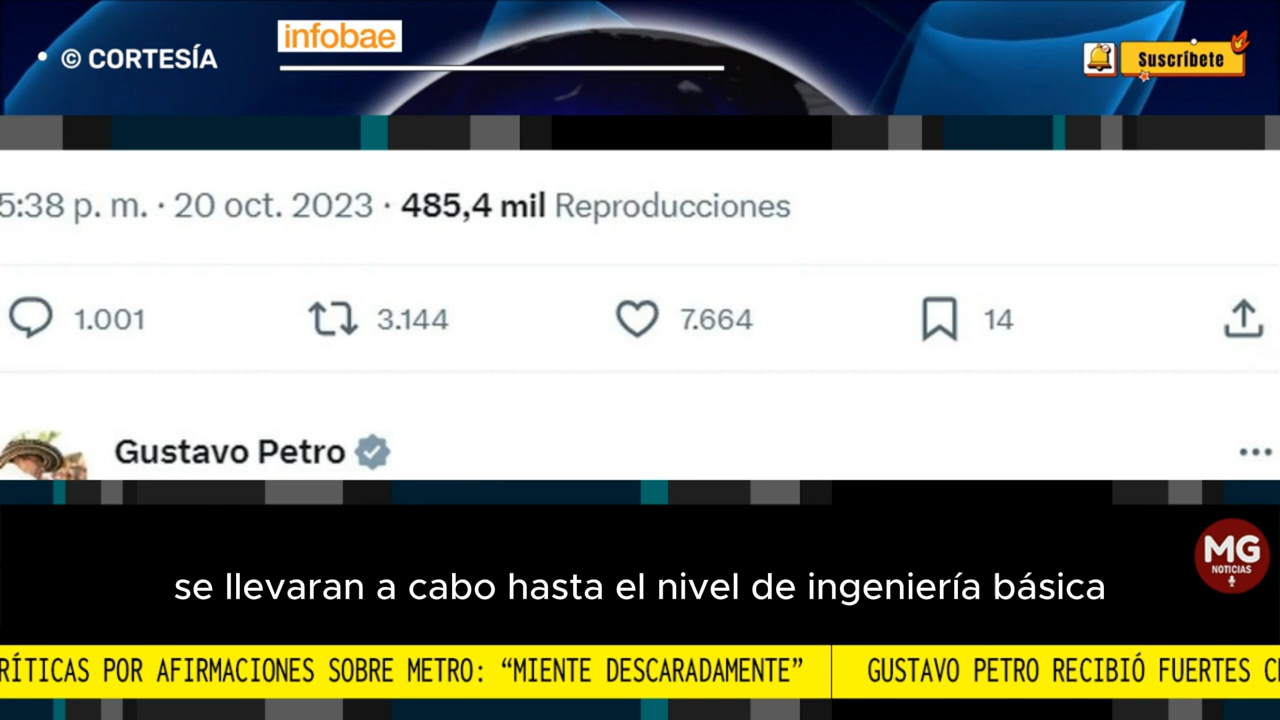 • © CORTESÍA
infobae
Suscríbete
5:38 p. m. · 20 oct. 2023 · 485,4 mil Reproducciones
1.001 3.144 7.664 14
Gustavo Petro
MG
NOTICIAS
se llevaran a cabo hasta el nivel de ingeniería básica
RÍTICAS POR AFIRMACIONES SOBRE METRO: “MIENTE DESCARADAMENTE” GUSTAVO PETRO RECIBIÓ FUERTES C